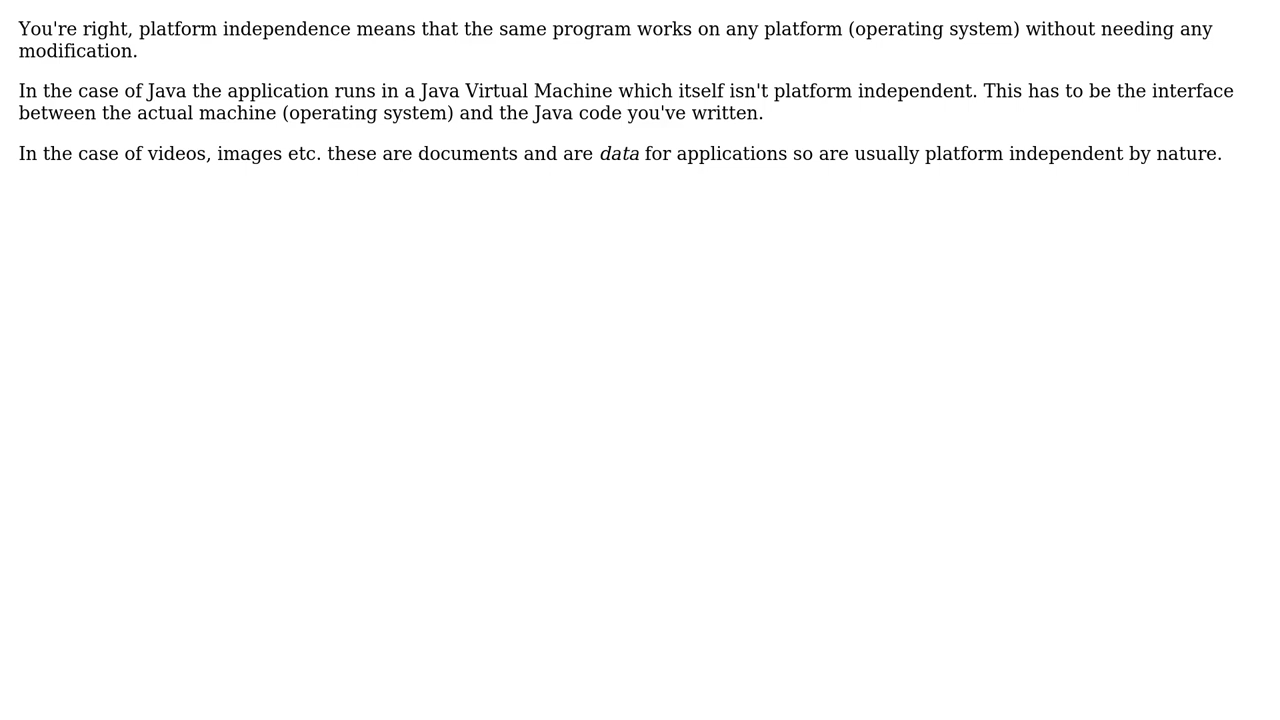 You're right, platform independence means that the same program works on any platform (operating system) without needing any
modification.
In the case of Java the application runs in a Java Virtual Machine which itself isn't platform independent. This has to be the interface
between the actual machine (operating system) and the Java code you've written.
In the case of videos, images etc. these are documents and are data for applications so are usually platform independent by nature.